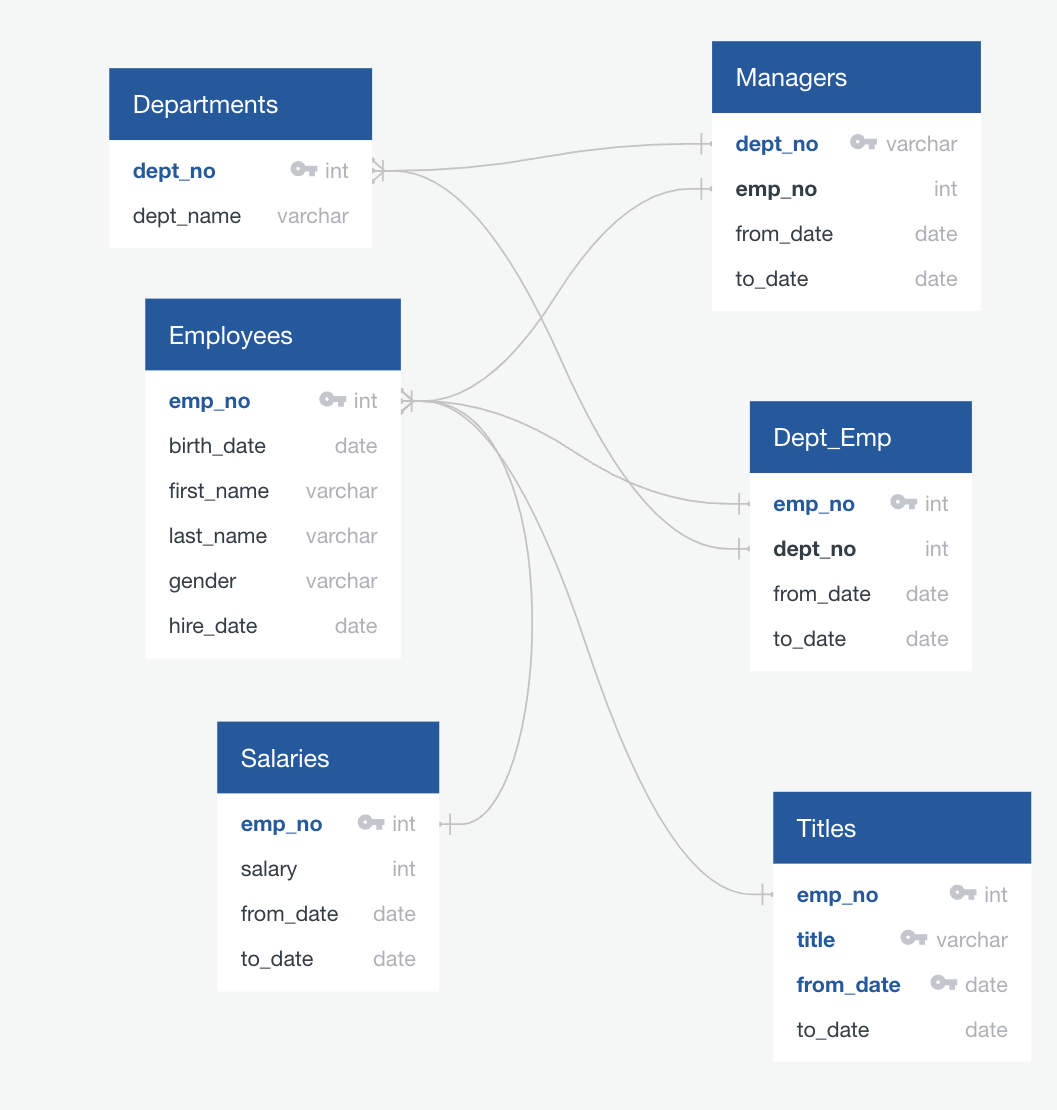 Departments
dept_no int
dept_name varchar
Managers
dept_no varchar
emp_no int
from_date date
to_date date
Employees
emp_no int
birth_date date
first_name varchar
last_name varchar
gender varchar
hire_date date
Dept_Emp
emp_no int
dept_no int
from_date date
to_date date
Salaries
emp_no int
salary int
from_date date
to_date date
Titles
emp_no int
title varchar
from_date date
to_date date